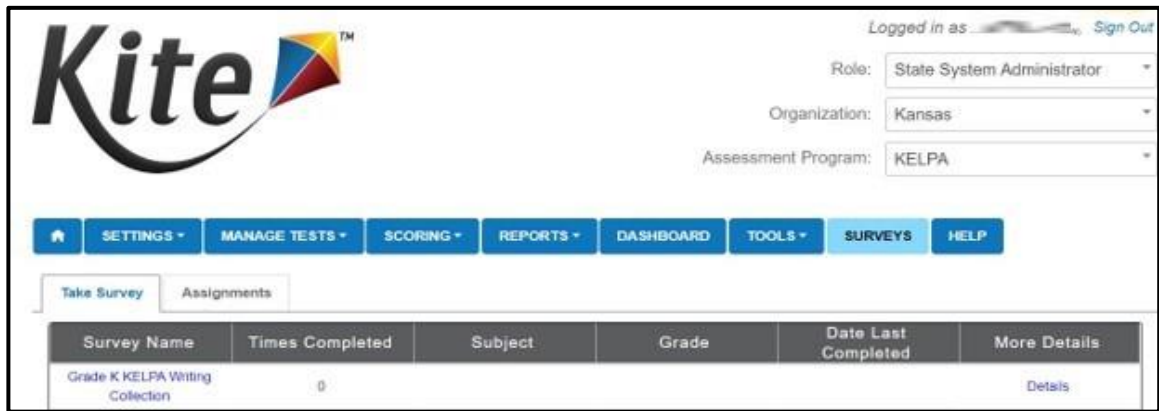 Kite TM
Logged in as Sign Out
Role: State System Administrator
Organization: Kansas
Assessment Program: KELPA
SETTINGS MANAGE TESTS SCORING REPORTS DASHBOARD TOOLS SURVEYS HELP
Take Survey Assignments
Survey Name Times Completed Subject Grade Date Last Completed More Details
Grade K KELPA Writing Collection 0 Details